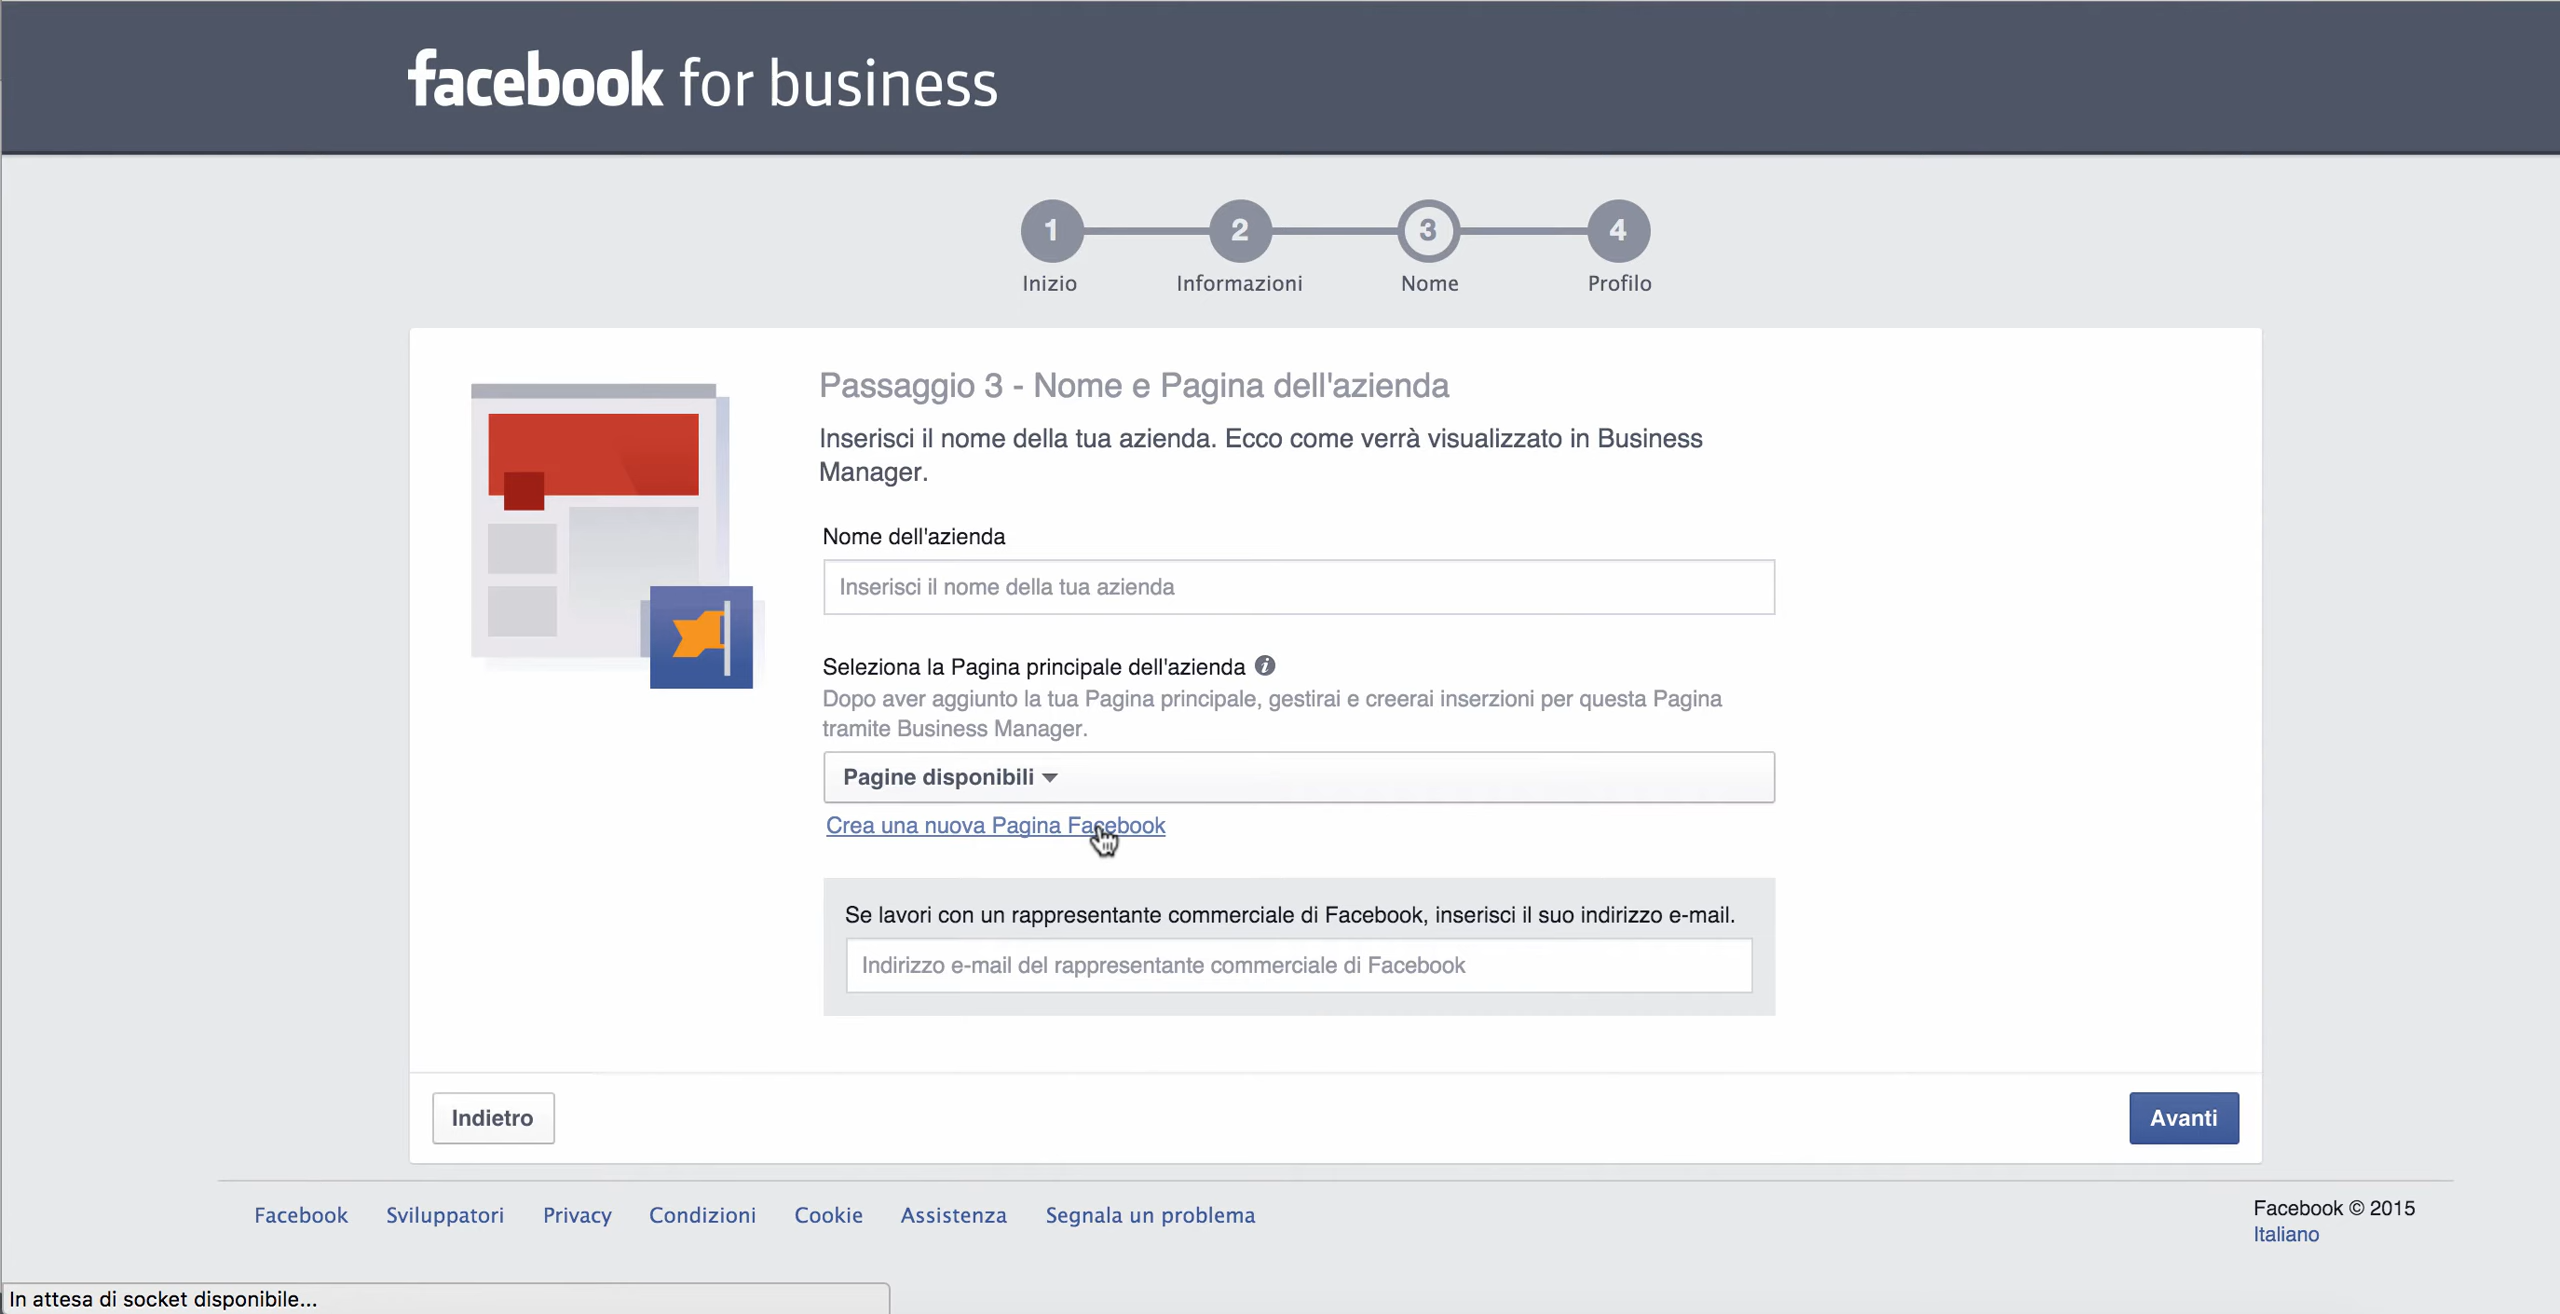 facebook for business
1 2 3 4
Inizio Informazioni Nome Profilo
Passaggio 3 - Nome e Pagina dell'azienda
Inserisci il nome della tua azienda. Ecco come verrà visualizzato in Business
Manager.
Nome dell'azienda
Inserisci il nome della tua azienda
Seleziona la Pagina principale dell'azienda i
Dopo aver aggiunto la tua Pagina principale, gestirai e creerai inserzioni per questa Pagina
tramite Business Manager.
Pagine disponibili
Crea una nuova Pagina Facebook
Se lavori con un rappresentante commerciale di Facebook, inserisci il suo indirizzo e-mail.
Indirizzo e-mail del rappresentante commerciale di Facebook
Indietro Avanti
Facebook Sviluppatori Privacy Condizioni Cookie Assistenza Segnala un problema
Facebook © 2015
Italiano
In attesa di socket disponibile...